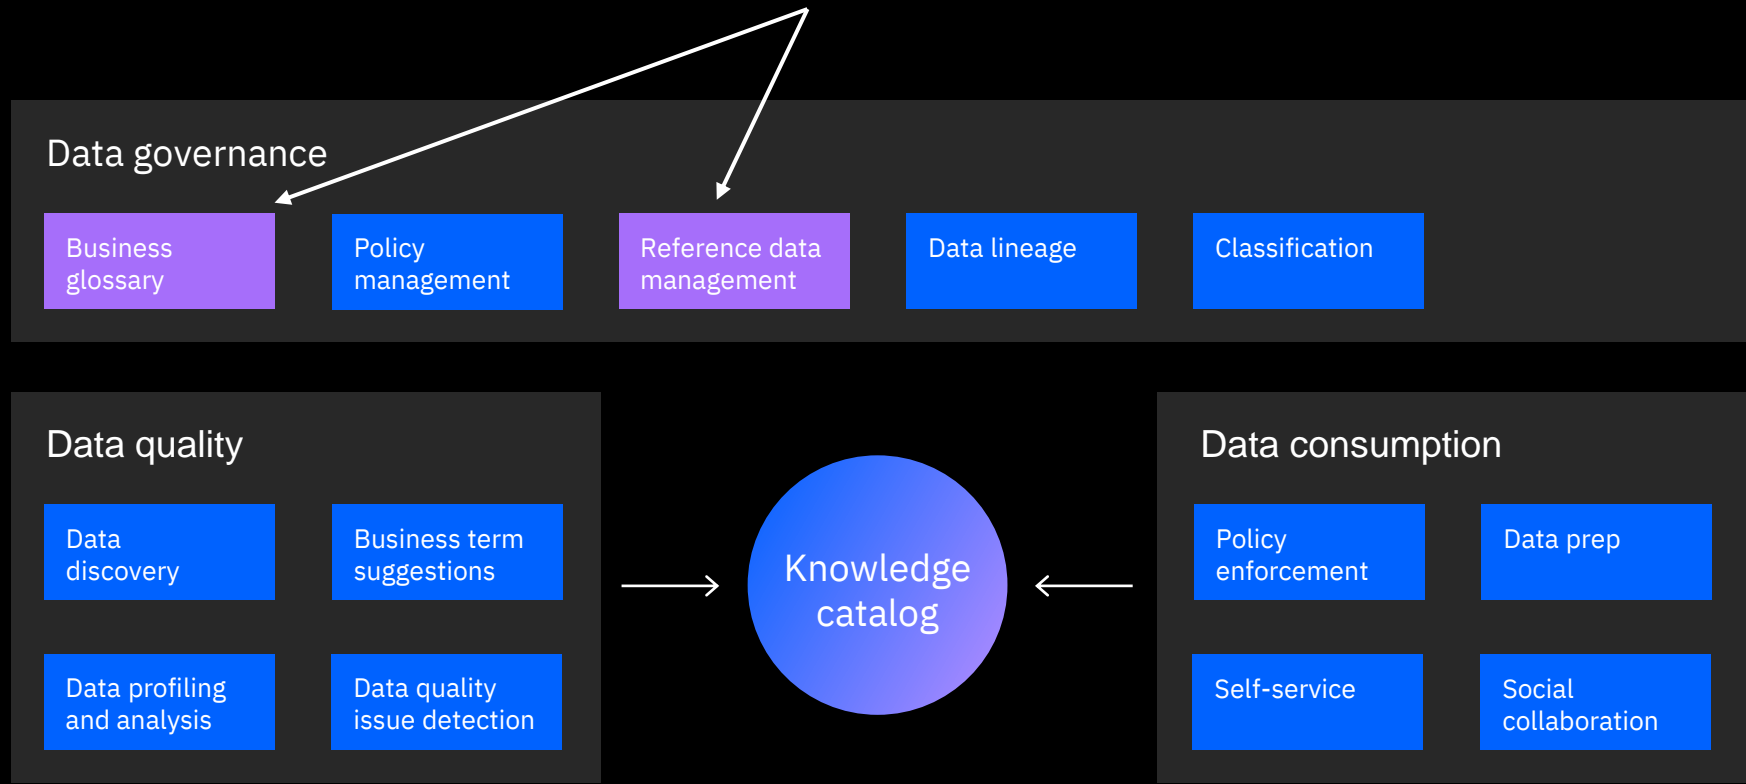 Data governance
Business
glossary
Policy
management
Reference data
management
Data lineage
Classification
Data quality
Data
discovery
Business term
suggestions
Data profiling
and analysis
Data quality
issue detection
Knowledge
catalog
Data consumption
Policy
enforcement
Data prep
Self-service
Social
collaboration